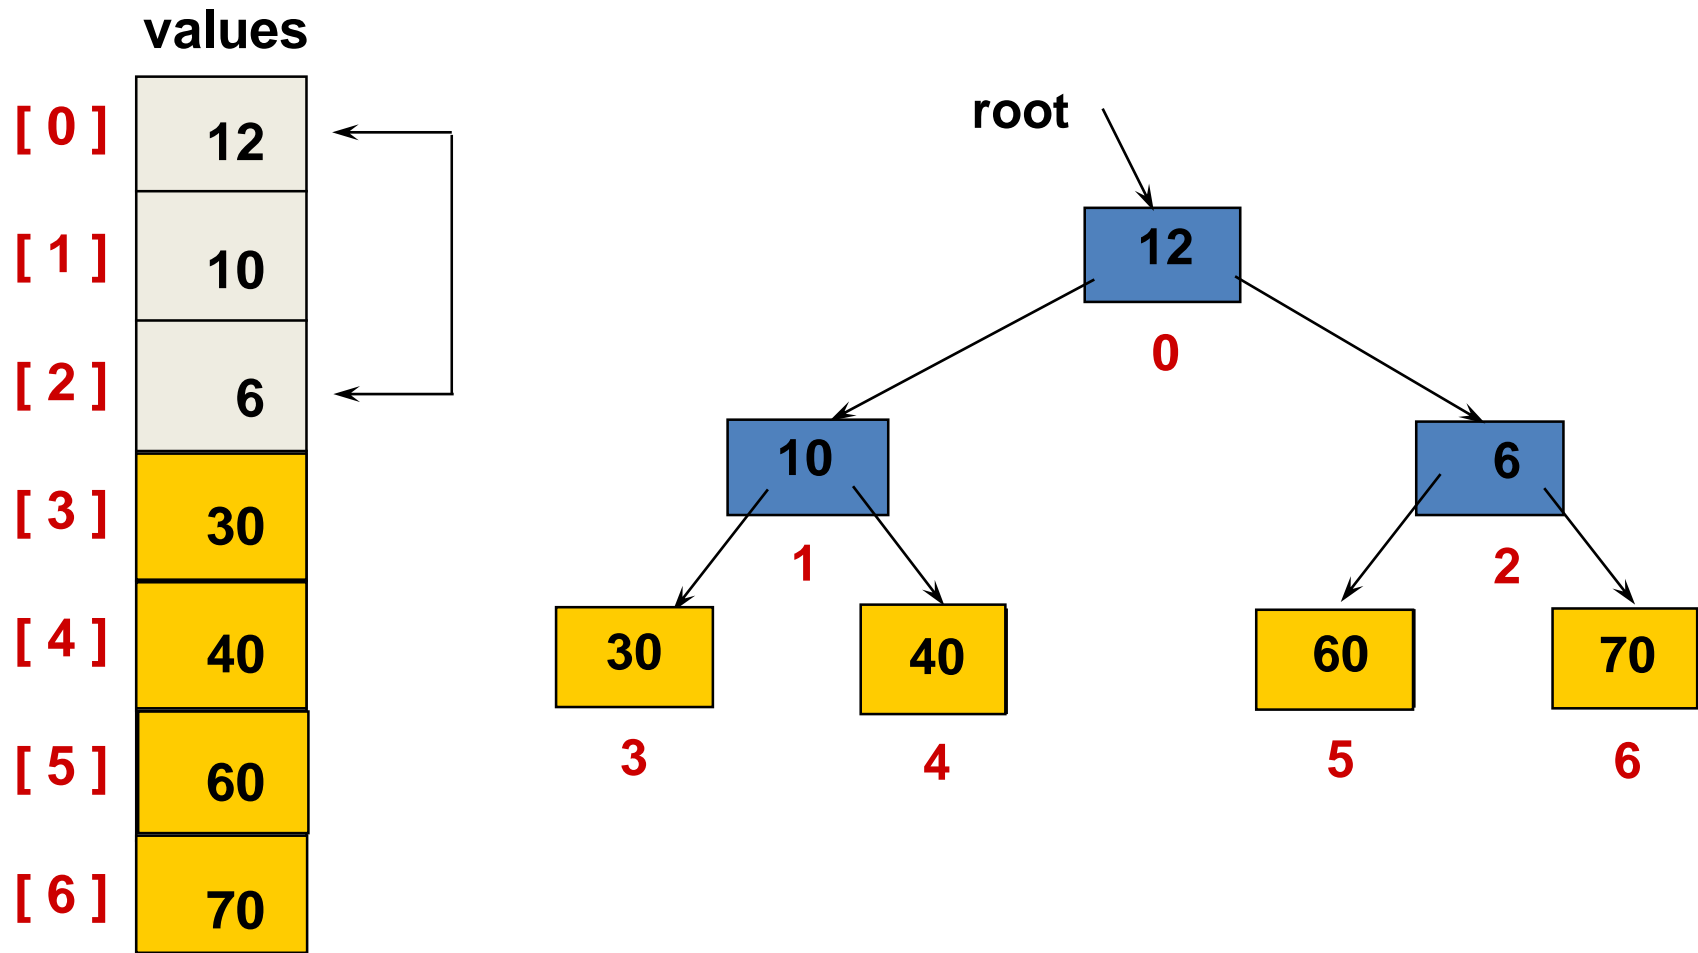 values
[ 0 ] 12
[ 1 ] 10
[ 2 ] 6
[ 3 ] 30
[ 4 ] 40
[ 5 ] 60
[ 6 ] 70
root
12
0
10 6
1 2
30 40 60 70
3 4 5 6